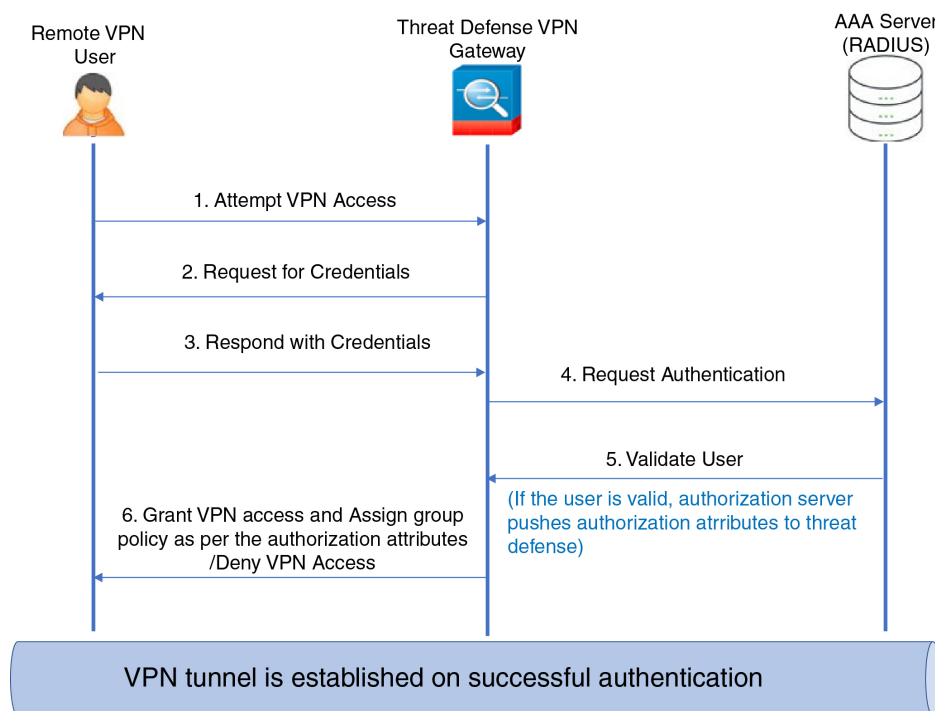 Remote VPN
User
Threat Defense VPN
Gateway
AAA Server
(RADIUS)
1. Attempt VPN Access
2. Request for Credentials
3. Respond with Credentials
4. Request Authentication
5. Validate User
(If the user is valid, authorization server
pushes authorization atrributes to threat
defense)
6. Grant VPN access and Assign group
policy as per the authorization attributes
/Deny VPN Access
VPN tunnel is established on successful authentication